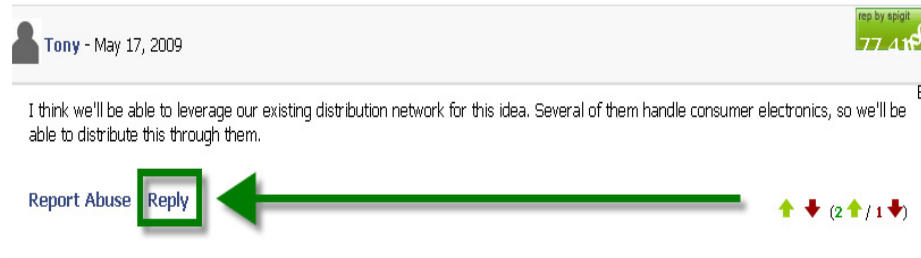 Tony - May 17, 2009
rep by spigit
I think we'll be able to leverage our existing distribution network for this idea. Several of them handle consumer electronics, so we'll be
able to distribute this through them.
Report Abuse Reply
(2 / 1 )